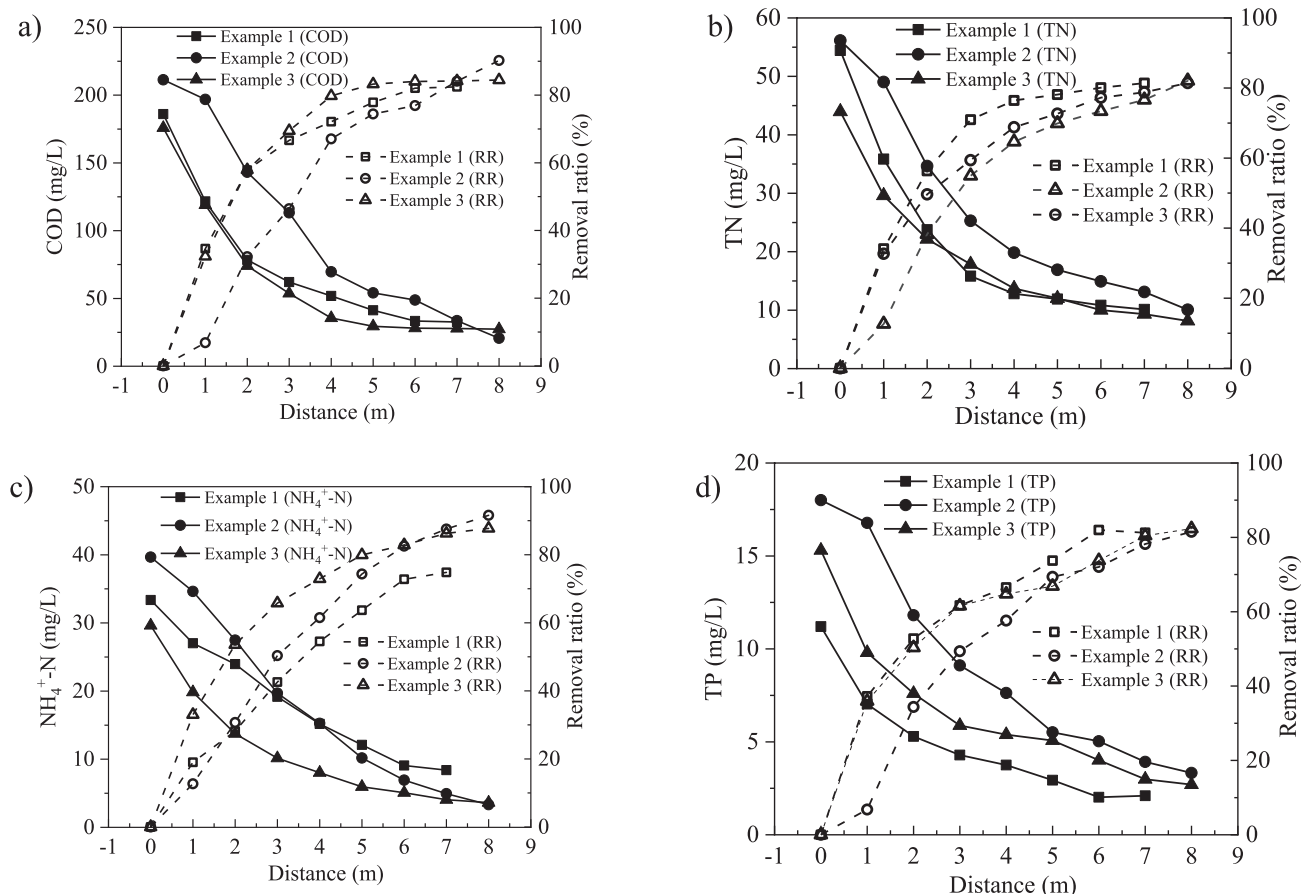 a)
250
200
150
100
50
0
COD (mg/L)
Example 1 (COD)
Example 2 (COD)
Example 3 (COD)
Example 1 (RR)
Example 2 (RR)
Example 3 (RR)
100
80
60
40
20
0
Removal ratio (%)
-1 0 1 2 3 4 5 6 7 8 9
Distance (m)
b)
60
50
40
30
20
10
0
TN (mg/L)
Example 1 (TN)
Example 2 (TN)
Example 3 (TN)
Example 1 (RR)
Example 2 (RR)
Example 3 (RR)
100
80
60
40
20
0
Removal ratio (%)
-1 0 1 2 3 4 5 6 7 8 9
Distance (m)
c)
50
40
30
20
10
0
NH₄⁺-N (mg/L)
Example 1 (NH₄⁺-N)
Example 2 (NH₄⁺-N)
Example 3 (NH₄⁺-N)
Example 1 (RR)
Example 2 (RR)
Example 3 (RR)
100
80
60
40
20
0
Removal ratio (%)
-1 0 1 2 3 4 5 6 7 8 9
Distance (m)
d)
20
15
10
5
0
TP (mg/L)
Example 1 (TP)
Example 2 (TP)
Example 3 (TP)
Example 1 (RR)
Example 2 (RR)
Example 3 (RR)
100
80
60
40
20
0
Removal ratio (%)
-1 0 1 2 3 4 5 6 7 8 9
Distance (m)